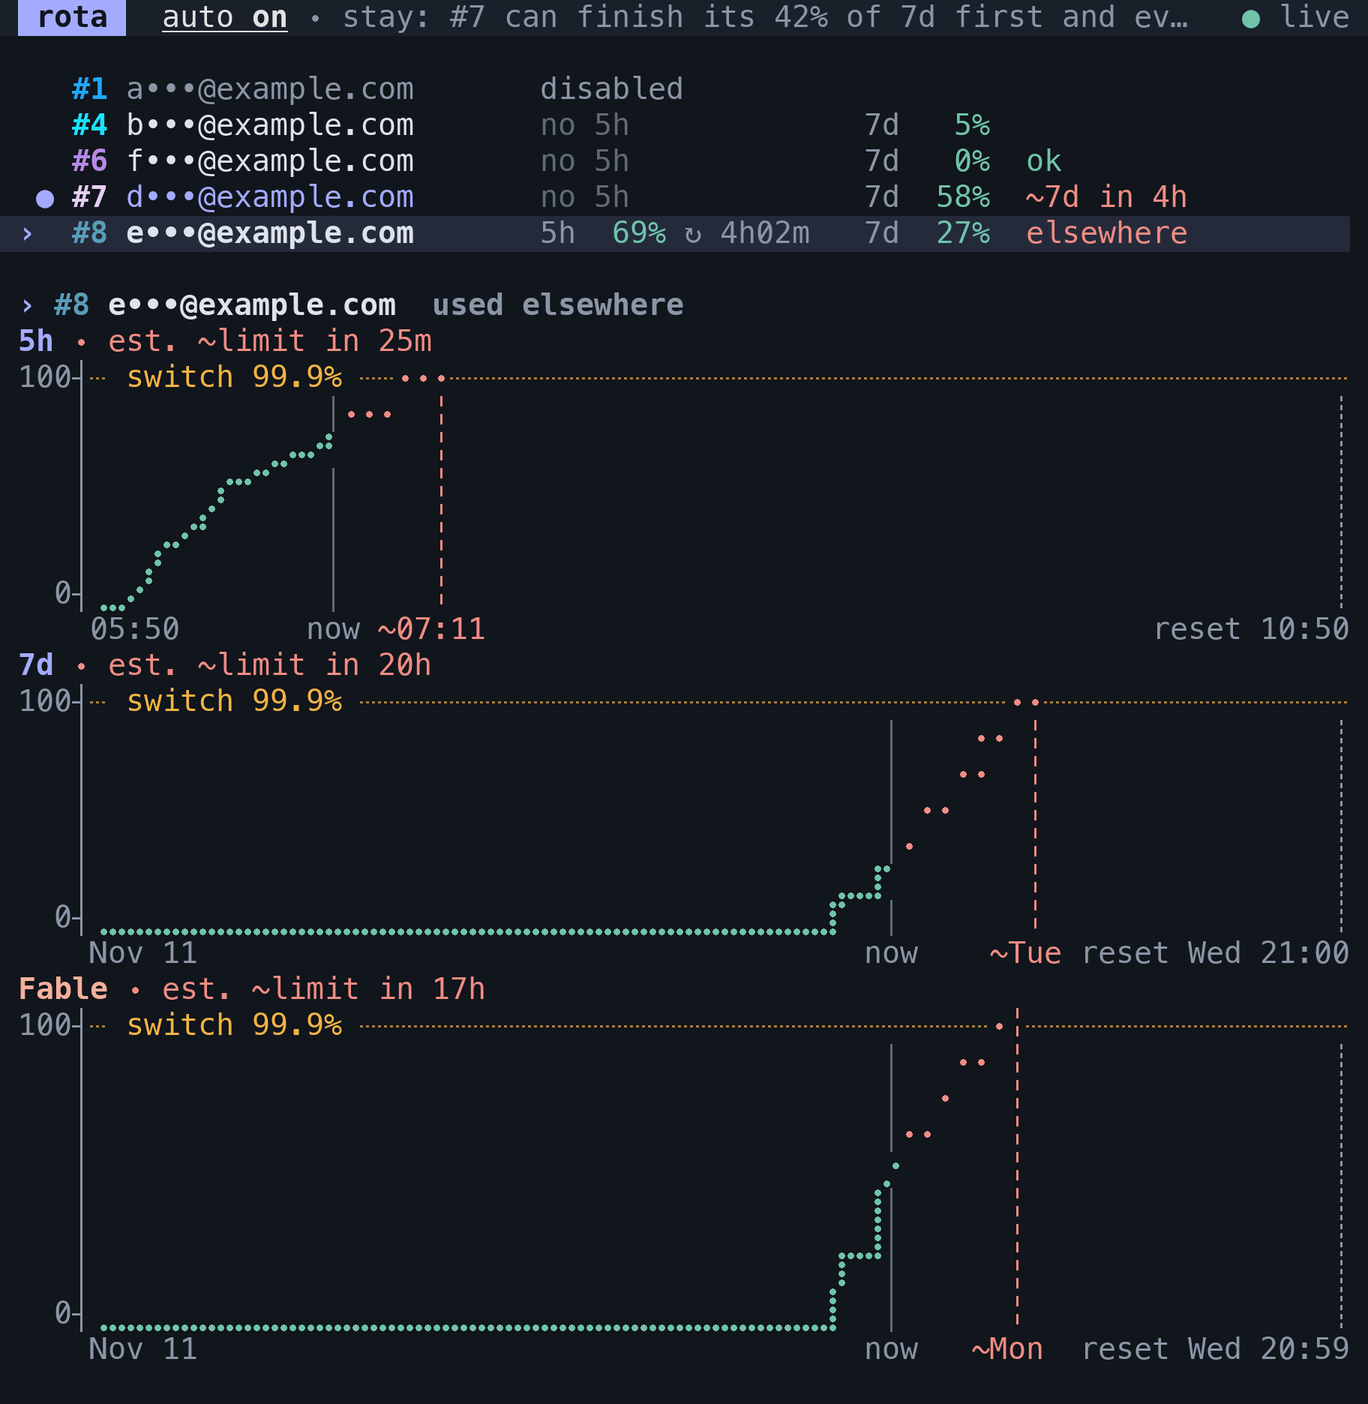 rota auto on · stay: #7 can finish its 42% of 7d first and ev… ● live
#1 a•••@example.com disabled
#4 b•••@example.com no 5h 7d 5%
#6 f•••@example.com no 5h 7d 0% ok
● #7 d•••@example.com no 5h 7d 58% ~7d in 4h
› #8 e•••@example.com 5h 69% ↻ 4h02m 7d 27% elsewhere
› #8 e•••@example.com used elsewhere
5h · est. ~limit in 25m
100 switch 99.9%
0
05:50 now ~07:11 reset 10:50
7d · est. ~limit in 20h
100 switch 99.9%
0
Nov 11 now ~Tue reset Wed 21:00
Fable · est. ~limit in 17h
100 switch 99.9%
0
Nov 11 now ~Mon reset Wed 20:59